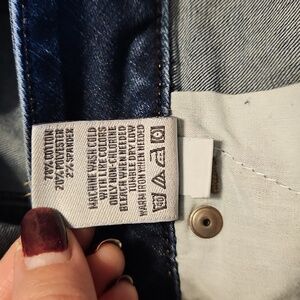 78% COTTON
20% POLYESTER
2% SPANDEX
MACHINE WASH COLD
WITH LIKE COLOURS
ONLY NON-CHLORINE
BLEACH WHEN NEEDED
TUMBLE DRY LOW
WARM IRON WHEN NEEDED